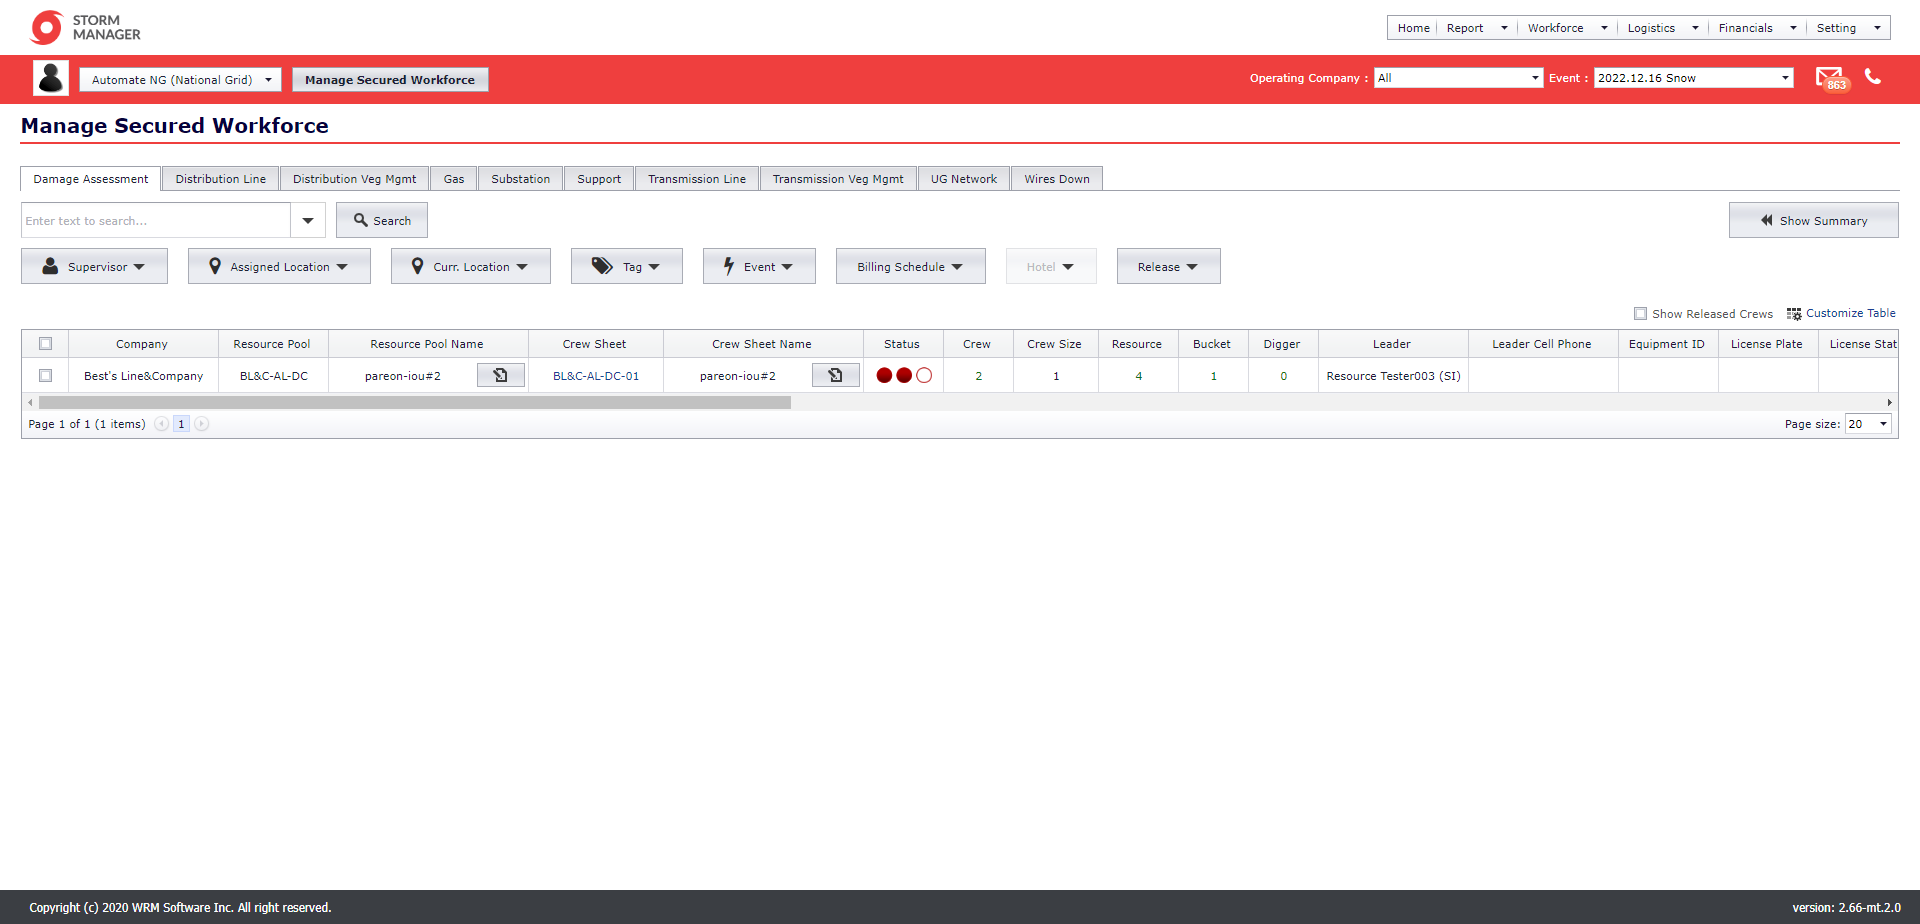 STORM
MANAGER
Home Report Workforce Logistics Financials Setting
Automate NG (National Grid) Manage Secured Workforce Operating Company : All Event : 2022.12.16 Snow 863
Manage Secured Workforce
Damage Assessment Distribution Line Distribution Veg Mgmt Gas Substation Support Transmission Line Transmission Veg Mgmt UG Network Wires Down
Enter text to search... Search Show Summary
Supervisor Assigned Location Curr. Location Tag Event Billing Schedule Hotel Release
Show Released Crews Customize Table
Company Resource Pool Resource Pool Name Crew Sheet Crew Sheet Name Status Crew Crew Size Resource Bucket Digger Leader Leader Cell Phone Equipment ID License Plate License Stat
Best's Line&Company BL&C-AL-DC pareon-iou#2 BL&C-AL-DC-01 pareon-iou#2 2 1 4 1 0 Resource Tester003 (SI)
Page 1 of 1 (1 items) 1 Page size: 20
Copyright (c) 2020 WRM Software Inc. All right reserved. version: 2.66-mt.2.0